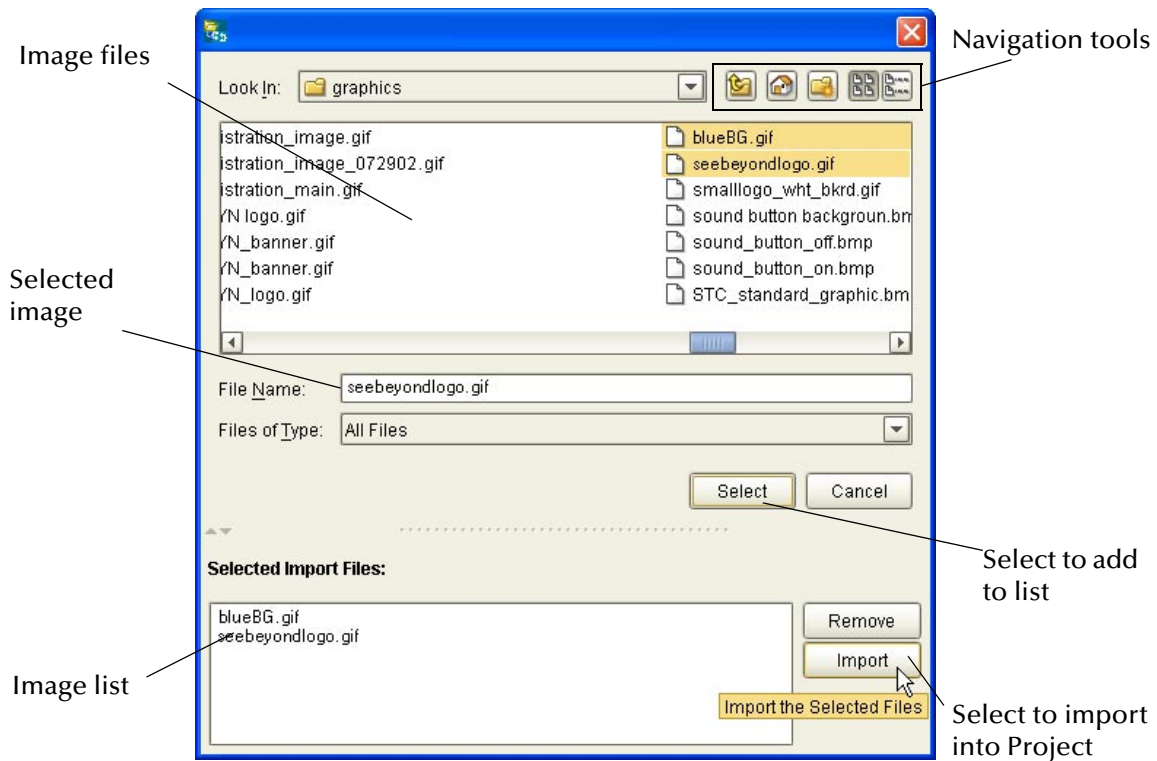 Image files
Navigation tools
Look In: graphics
istration_image.gif
istration_image_072902.gif
istration_main.gif
YN logo.gif
YN_banner.gif
YN_banner.gif
YN_logo.gif
blueBG.gif
seebeyondlogo.gif
smalllogo_wht_bkrd.gif
sound button backgroun.bm
sound_button_off.bmp
sound_button_on.bmp
STC_standard_graphic.bm
Selected
image
File Name: seebeyondlogo.gif
Files of Type: All Files
Select Cancel
Select to add
to list
Selected Import Files:
blueBG.gif
seebeyondlogo.gif
Remove
Import
Import the Selected Files
Image list
Select to import
into Project